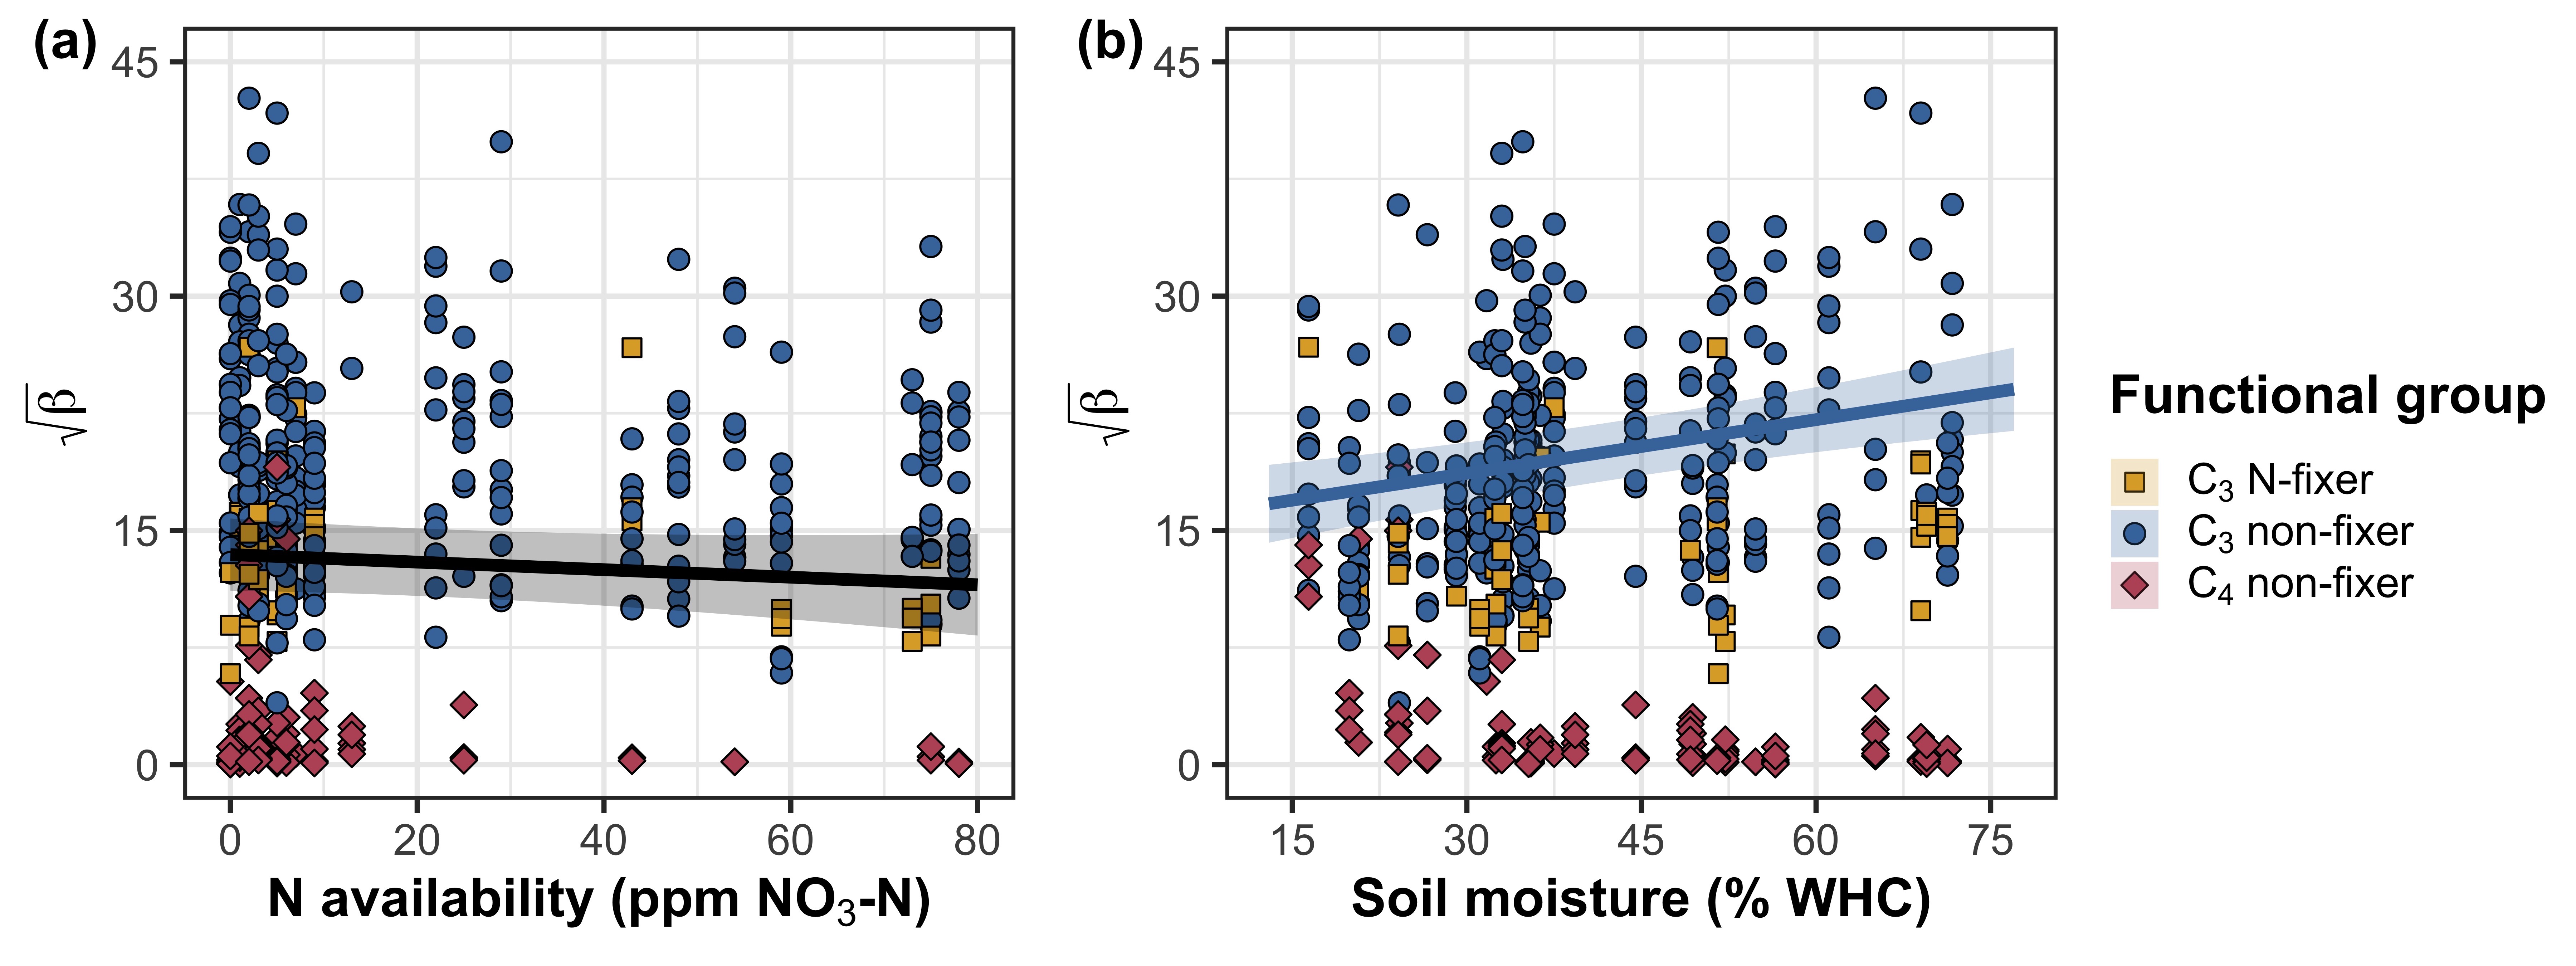 (a)
45
30
15
0
√β
0 20 40 60 80
N availability (ppm NO₃-N)
(b)
45
30
15
0
√β
15 30 45 60 75
Soil moisture (% WHC)
Functional group
C₃ N-fixer
C₃ non-fixer
C₄ non-fixer